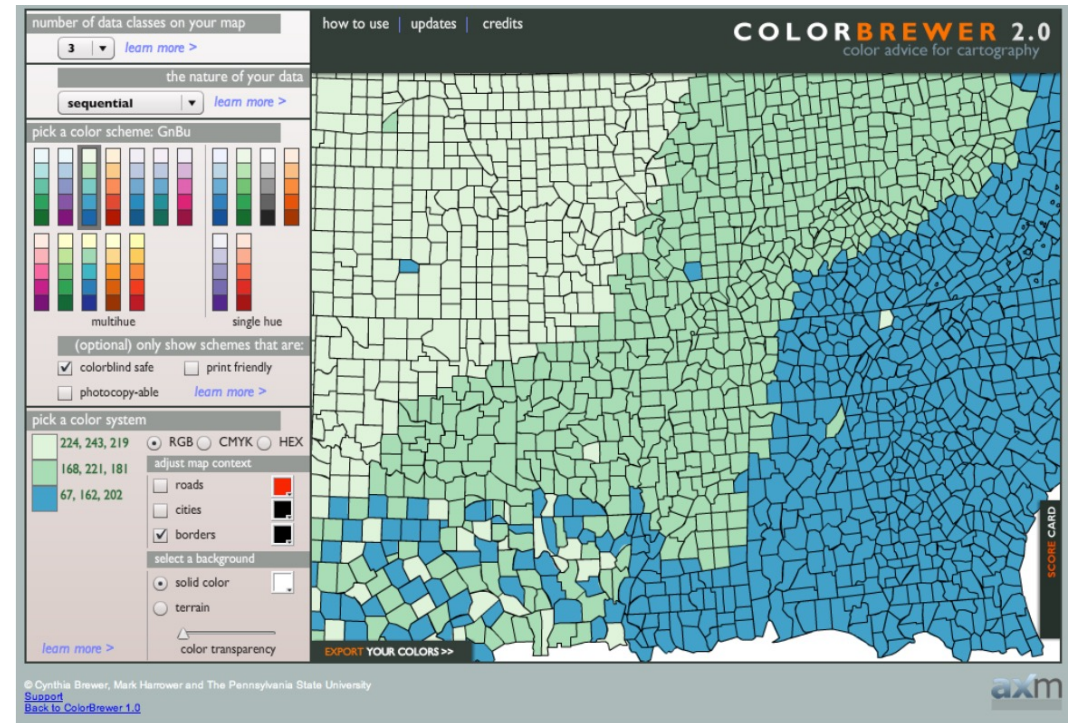 number of data classes on your map
3
learn more >
how to use | updates | credits
COLORBREWER 2.0
color advice for cartography
the nature of your data
sequential
learn more >
pick a color scheme: GnBu
multihue
single hue
(optional) only show schemes that are:
colorblind safe
print friendly
photocopy-able
learn more >
pick a color system
224, 243, 219
168, 221, 181
67, 162, 202
RGB CMYK HEX
adjust map context
roads
cities
borders
select a background
solid color
terrain
color transparency
learn more >
EXPORT YOUR COLORS >>
SCORE CARD
© Cynthia Brewer, Mark Harrower and The Pennsylvania State University
Support
Back to ColorBrewer 1.0
axm